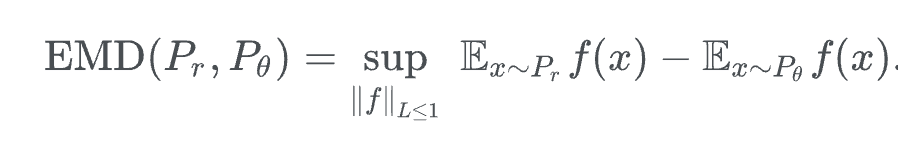 EMD(P_r, P_θ) = sup_{‖f‖_{L≤1}} 𝔼_{x∼P_r} f(x) − 𝔼_{x∼P_θ} f(x).